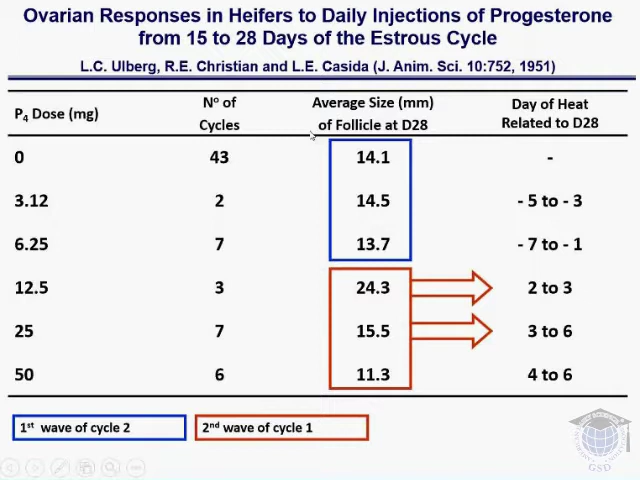 Ovarian Responses in Heifers to Daily Injections of Progesterone
from 15 to 28 Days of the Estrous Cycle
L.C. Ulberg, R.E. Christian and L.E. Casida (J. Anim. Sci. 10:752, 1951)
P4 Dose (mg) Nº of Cycles Average Size (mm) of Follicle at D28 Day of Heat Related to D28
0 43 14.1 -
3.12 2 14.5 - 5 to - 3
6.25 7 13.7 - 7 to - 1
12.5 3 24.3 2 to 3
25 7 15.5 3 to 6
50 6 11.3 4 to 6
1st wave of cycle 2 2nd wave of cycle 1
GSD